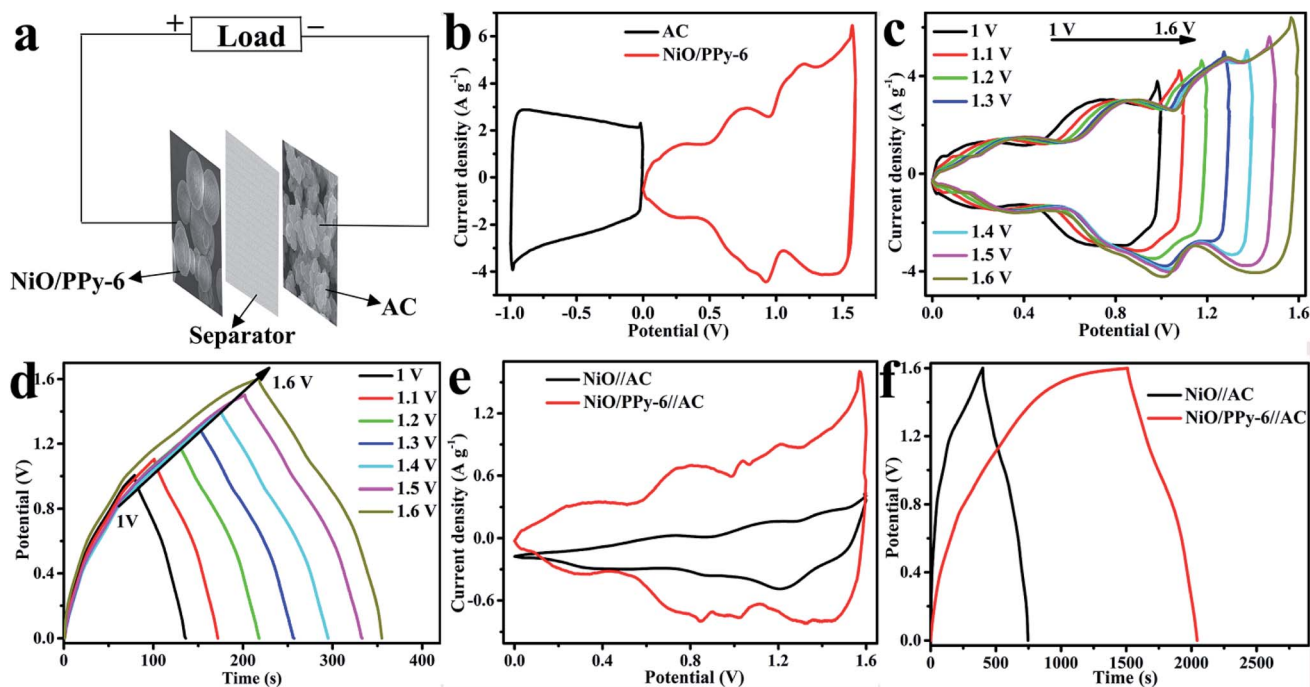 a
+ Load −
NiO/PPy-6
Separator
AC
b
AC
NiO/PPy-6
Current density (A g⁻¹)
6
4
2
0
-2
-4
-1.0 -0.5 0.0 0.5 1.0 1.5
Potential (V)
c
1 V
1.1 V
1.2 V
1.3 V
1 V 1.6 V
1.4 V
1.5 V
1.6 V
Current density (A g⁻¹)
4
0
-4
0.0 0.4 0.8 1.2 1.6
Potential (V)
d
1.6 V
1V
1 V
1.1 V
1.2 V
1.3 V
1.4 V
1.5 V
1.6 V
Potential (V)
1.6
1.2
0.8
0.4
0.0
0 100 200 300 400
Time (s)
e
NiO//AC
NiO/PPy-6//AC
Current density (A g⁻¹)
1.2
0.6
0.0
-0.6
0.0 0.4 0.8 1.2 1.6
Potential (V)
f
NiO//AC
NiO/PPy-6//AC
Potential (V)
1.6
1.2
0.8
0.4
0.0
0 500 1000 1500 2000 2500
Time (s)